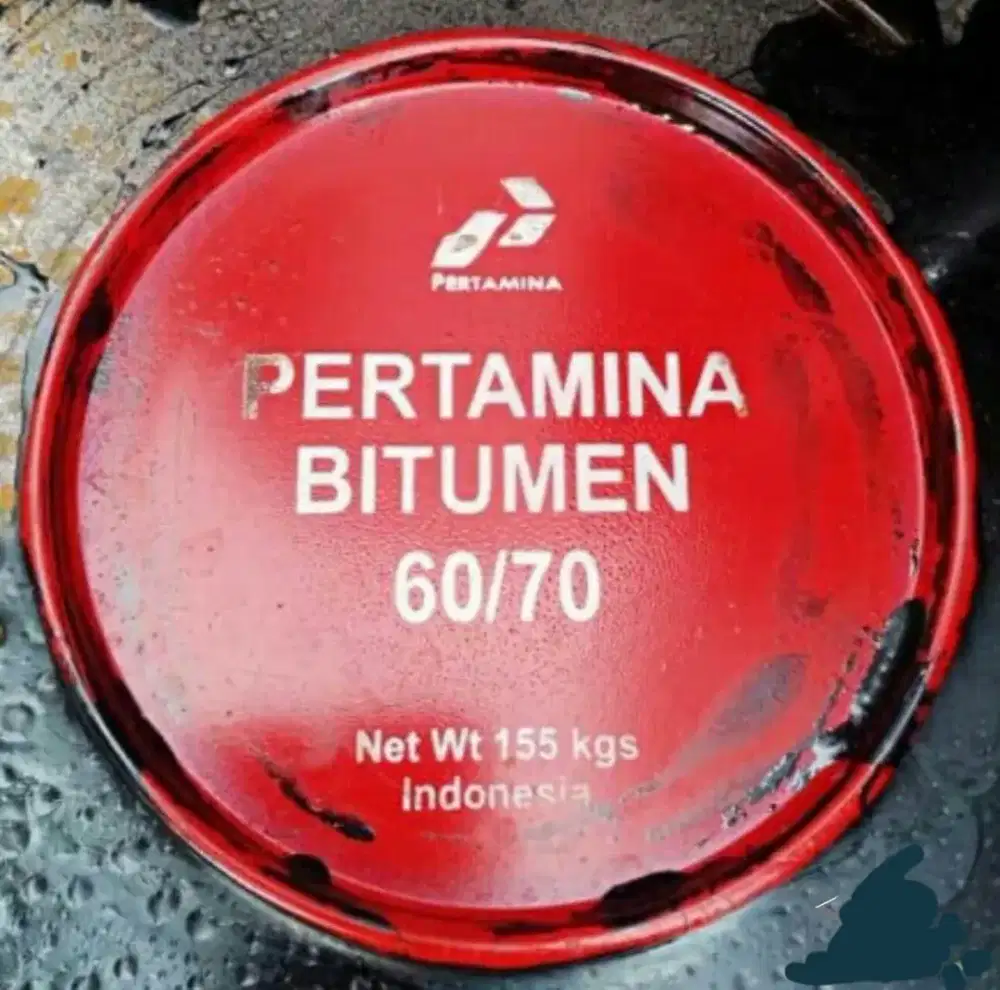 PERTAMINA
PERTAMINA
BITUMEN
60/70
Net Wt 155 kgs
Indonesia